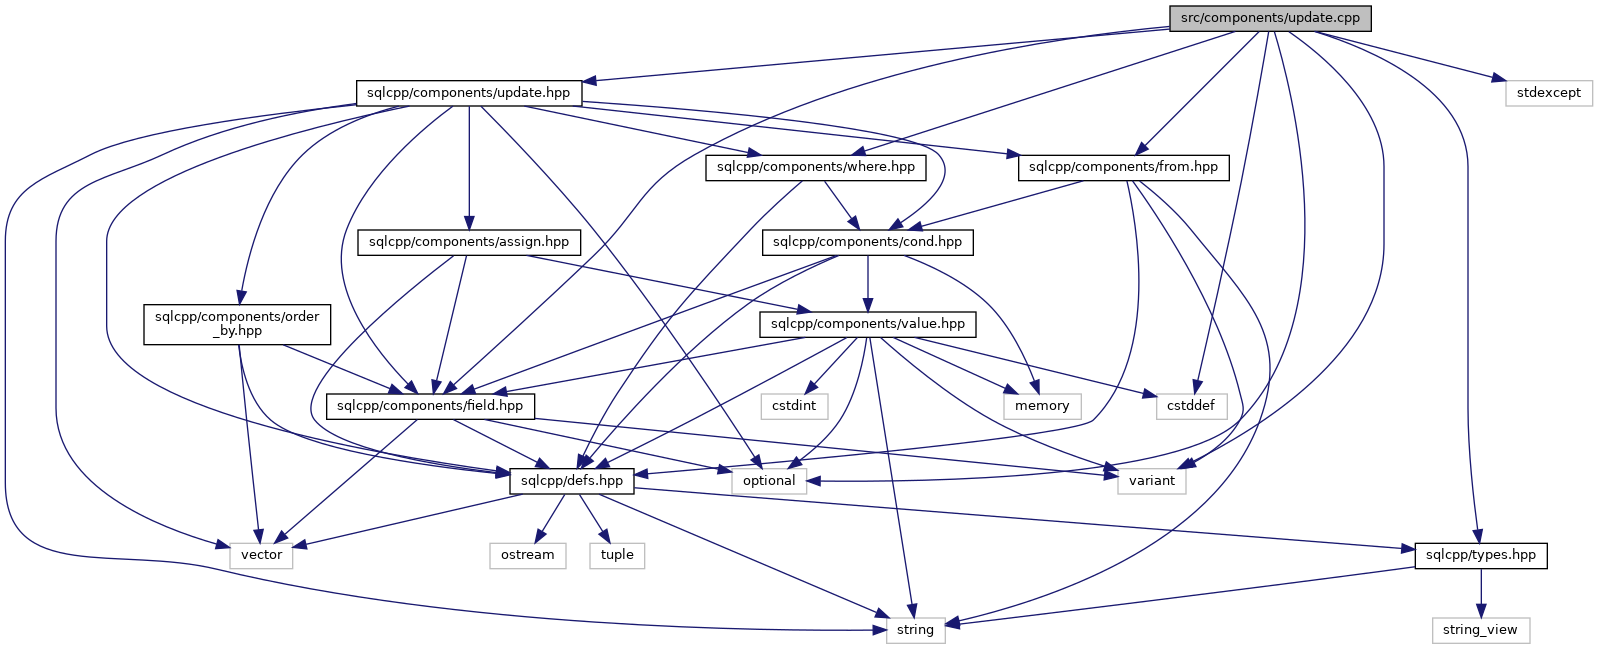 src/components/update.cpp
sqlcpp/components/update.hpp
stdexcept
sqlcpp/components/where.hpp
sqlcpp/components/from.hpp
sqlcpp/components/assign.hpp
sqlcpp/components/cond.hpp
sqlcpp/components/order
_by.hpp
sqlcpp/components/value.hpp
sqlcpp/components/field.hpp
cstdint
memory
cstddef
sqlcpp/defs.hpp
optional
variant
vector
ostream
tuple
sqlcpp/types.hpp
string
string_view